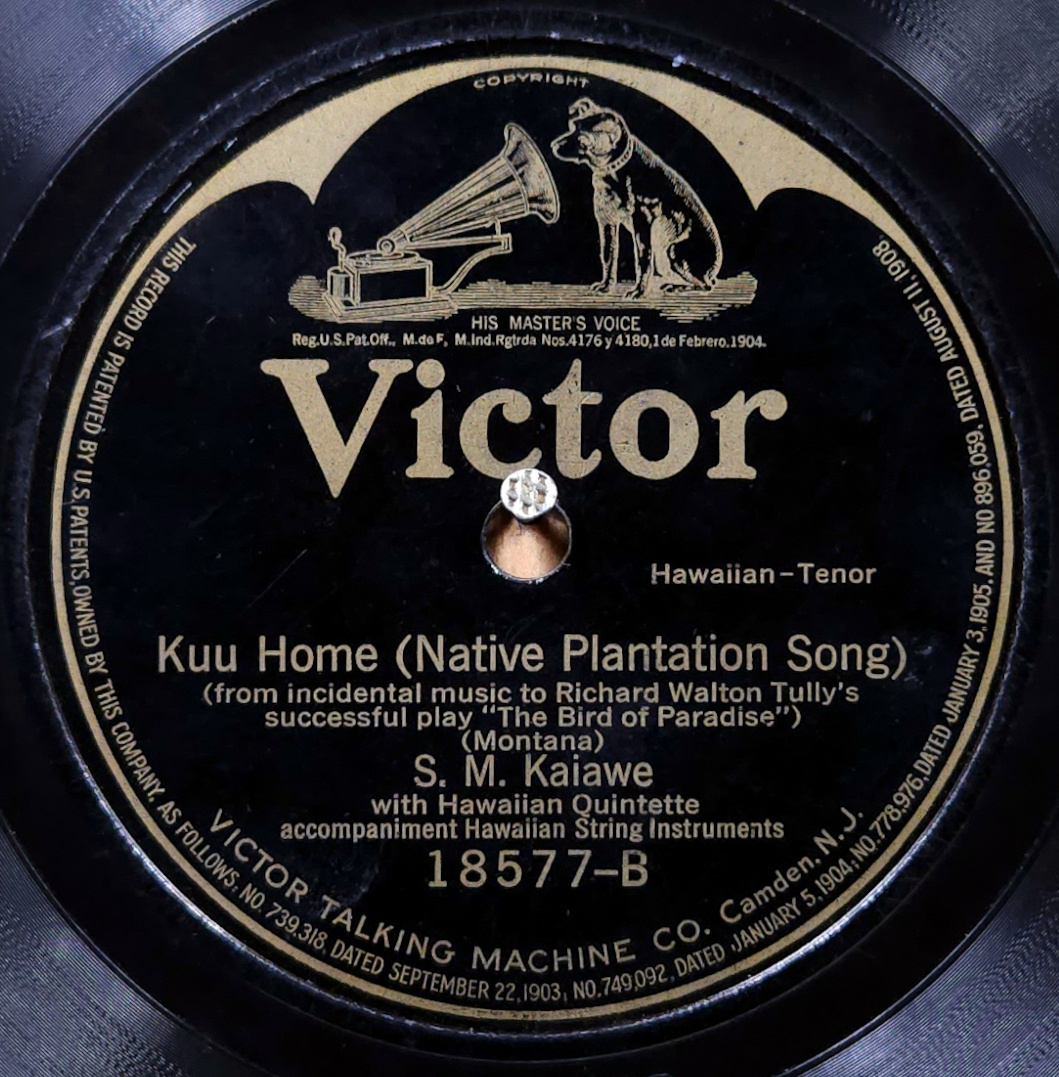 COPYRIGHT
HIS MASTER'S VOICE
Reg.U.S.Pat.Off., M.de F, M.Ind.Rgtrda Nos.4176 y 4180,1 de Febrero.1904.
Victor
Hawaiian-Tenor
Kuu Home (Native Plantation Song)
(from incidental music to Richard Walton Tully's
successful play "The Bird of Paradise")
(Montana)
S. M. Kaiawe
with Hawaiian Quintette
accompaniment Hawaiian String Instruments
18577-B
VICTOR TALKING MACHINE CO. Camden, N.J.
THIS RECORD IS PATENTED BY U.S. PATENTS, OWNED BY THIS COMPANY, AS FOLLOWS: NO. 739,318, DATED SEPTEMBER 22, 1903, NO. 749,092, DATED JANUARY 5, 1904, NO. 778,976, DATED JANUARY 3, 1905, AND NO 896,059, DATED AUGUST 11, 1908